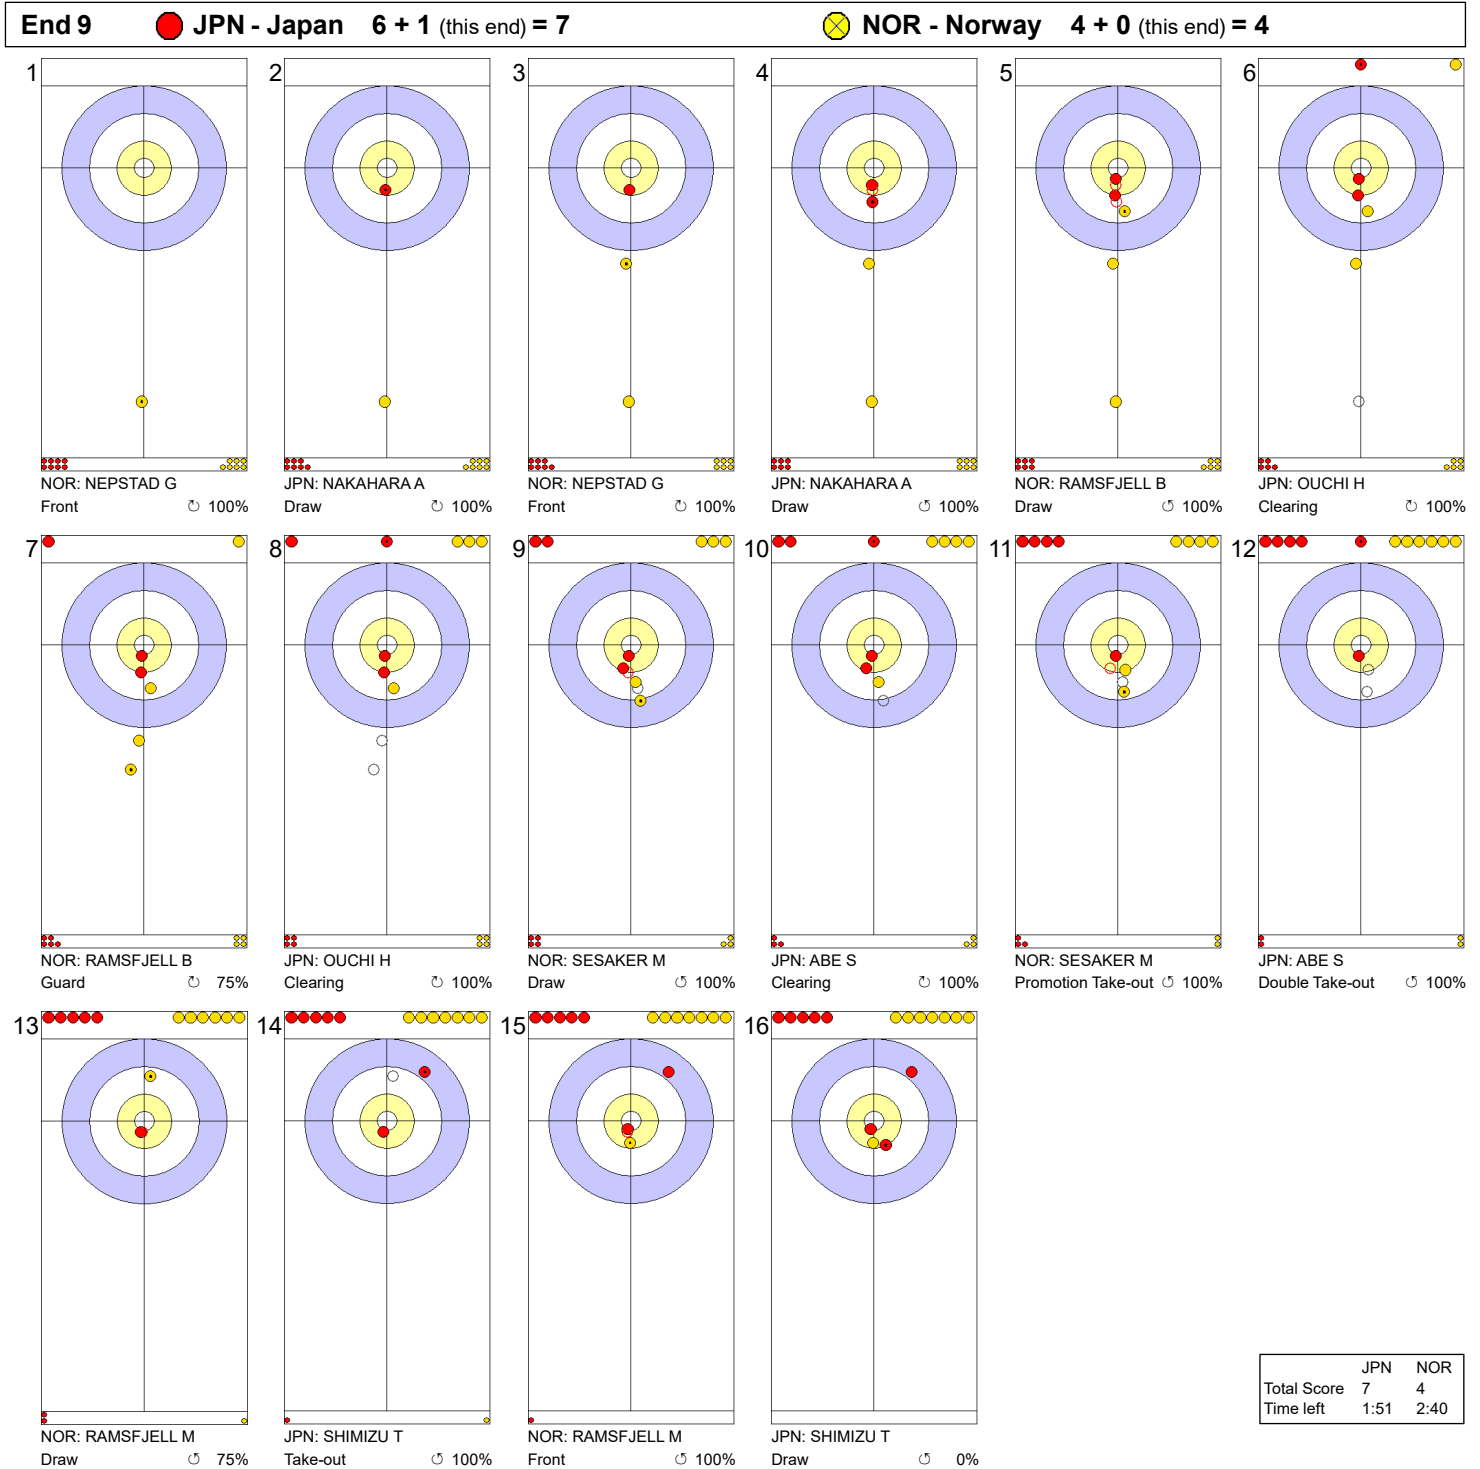 End 9 JPN - Japan 6 + 1 (this end) = 7 NOR - Norway 4 + 0 (this end) = 4
1 2 3 4 5 6
NOR: NEPSTAD G JPN: NAKAHARA A NOR: NEPSTAD G JPN: NAKAHARA A NOR: RAMSFJELL B JPN: OUCHI H
Front ↻ 100% Draw ↻ 100% Front ↻ 100% Draw ↻ 100% Draw ↺ 100% Clearing ↻ 100%
7 8 9 10 11 12
NOR: RAMSFJELL B JPN: OUCHI H NOR: SESAKER M JPN: ABE S NOR: SESAKER M JPN: ABE S
Guard ↻ 75% Clearing ↻ 100% Draw ↺ 100% Clearing ↻ 100% Promotion Take-out ↺ 100% Double Take-out ↺ 100%
13 14 15 16
NOR: RAMSFJELL M JPN: SHIMIZU T NOR: RAMSFJELL M JPN: SHIMIZU T
Draw ↺ 75% Take-out ↺ 100% Front ↺ 100% Draw ↺ 0%
JPN NOR
Total Score 7 4
Time left 1:51 2:40